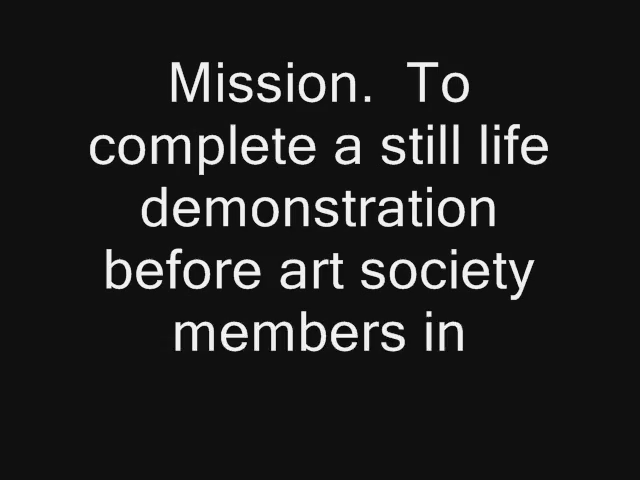 Mission.  To
complete a still life
demonstration
before art society
members in